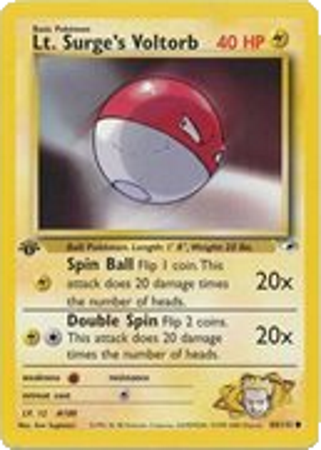 Basic Pokémon
Lt. Surge's Voltorb 40 HP
Ball Pokémon. Length: 1' 8", Weight: 23 lbs.
Spin Ball Flip 1 coin. This
attack does 20 damage times
the number of heads.
20x
Double Spin Flip 2 coins.
This attack does 20 damage
times the number of heads.
20x
weakness resistance
retreat cost
LV. 12